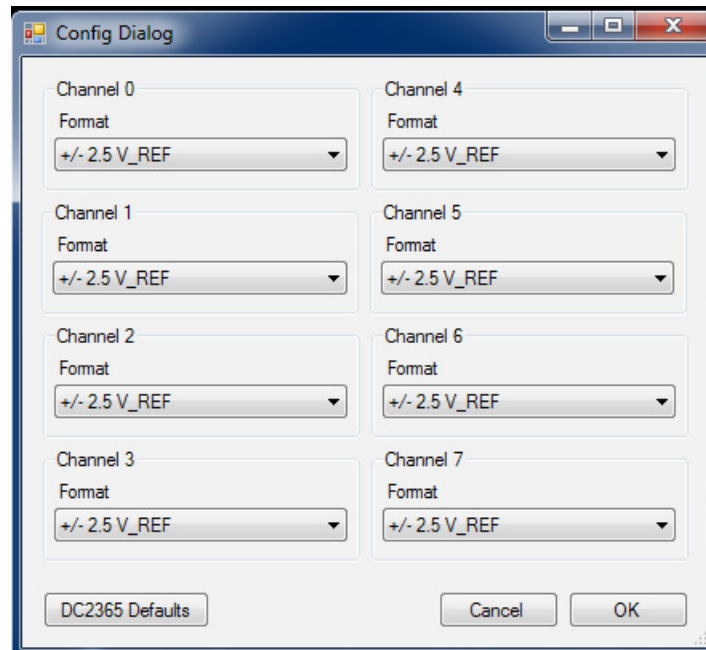 Config Dialog
Channel 0
Format
+/- 2.5 V_REF
Channel 4
Format
+/- 2.5 V_REF
Channel 1
Format
+/- 2.5 V_REF
Channel 5
Format
+/- 2.5 V_REF
Channel 2
Format
+/- 2.5 V_REF
Channel 6
Format
+/- 2.5 V_REF
Channel 3
Format
+/- 2.5 V_REF
Channel 7
Format
+/- 2.5 V_REF
DC2365 Defaults
Cancel
OK